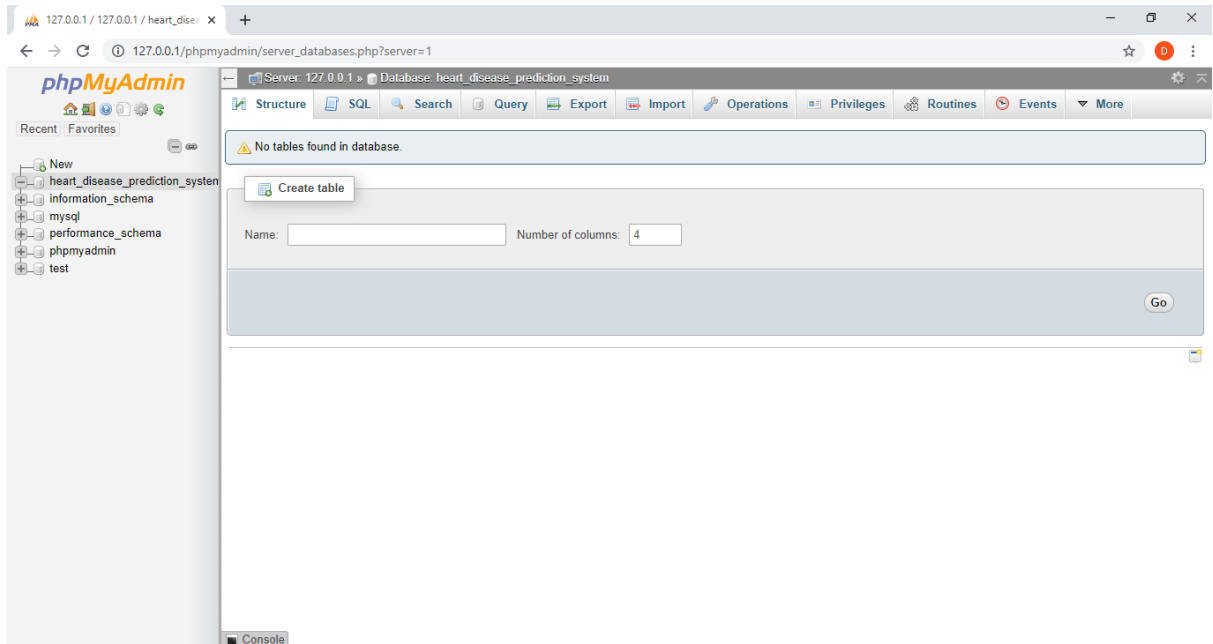 127.0.0.1 / 127.0.0.1 / heart_disea
127.0.0.1/phpmyadmin/server_databases.php?server=1
D
phpMyAdmin
Recent Favorites
New
heart_disease_prediction_system
information_schema
mysql
performance_schema
phpmyadmin
test
Server: 127.0.0.1 » Database: heart_disease_prediction_system
Structure SQL Search Query Export Import Operations Privileges Routines Events More
No tables found in database.
Create table
Name: Number of columns: 4
Go
Console